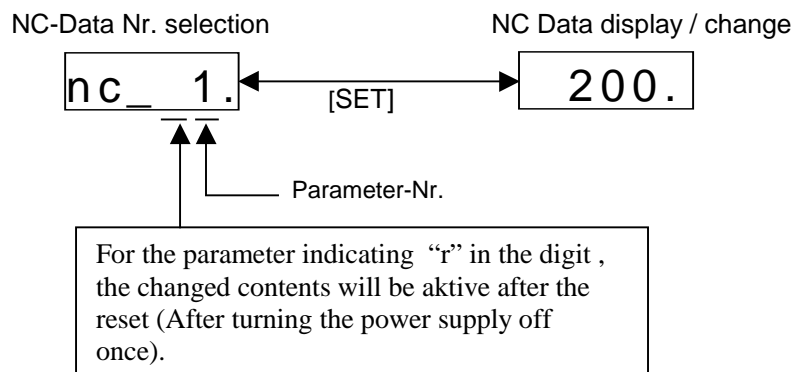 NC-Data Nr. selection
NC Data display / change
nc_ 1.
[SET]
200.
Parameter-Nr.
For the parameter indicating “r” in the digit ,
the changed contents will be aktive after the
reset (After turning the power supply off
once).